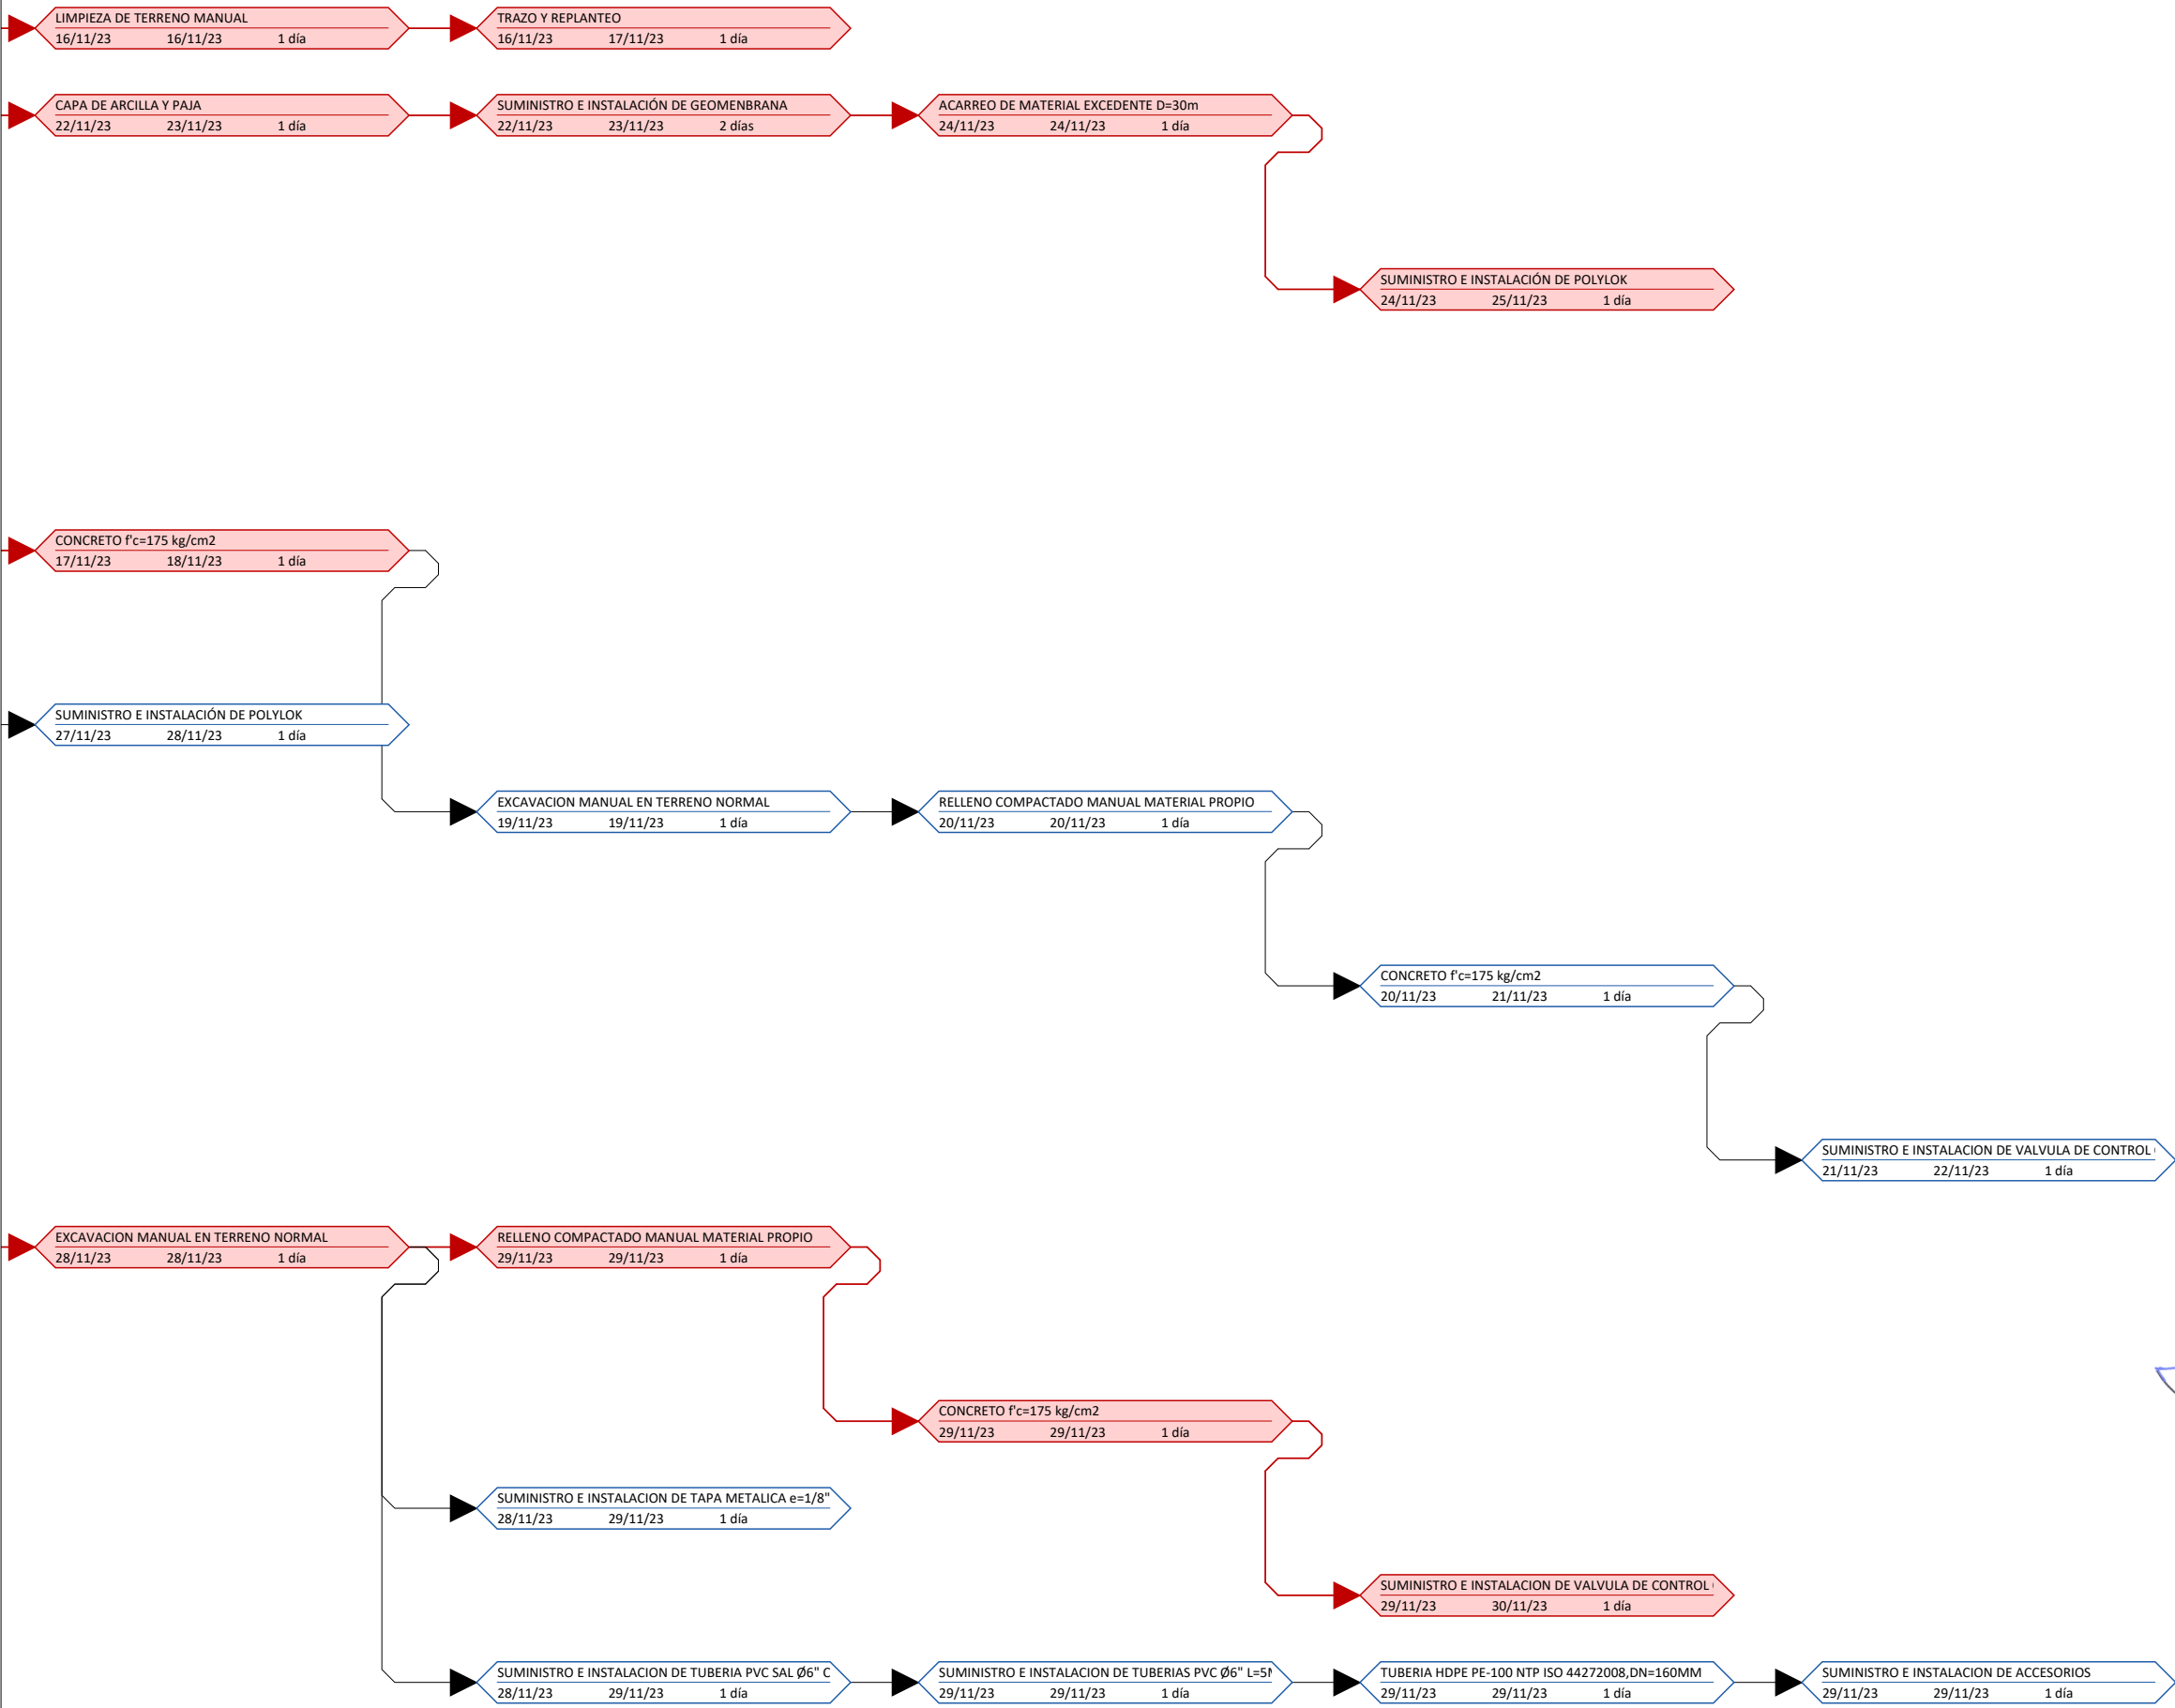 LIMPIEZA DE TERRENO MANUAL
16/11/23 16/11/23 1 día
TRAZO Y REPLANTEO
16/11/23 17/11/23 1 día
CAPA DE ARCILLA Y PAJA
22/11/23 23/11/23 1 día
SUMINISTRO E INSTALACIÓN DE GEOMENBRANA
22/11/23 23/11/23 2 días
ACARREO DE MATERIAL EXCEDENTE D=30m
24/11/23 24/11/23 1 día
SUMINISTRO E INSTALACIÓN DE POLYLOK
24/11/23 25/11/23 1 día
CONCRETO f'c=175 kg/cm2
17/11/23 18/11/23 1 día
SUMINISTRO E INSTALACIÓN DE POLYLOK
27/11/23 28/11/23 1 día
EXCAVACION MANUAL EN TERRENO NORMAL
19/11/23 19/11/23 1 día
RELLENO COMPACTADO MANUAL MATERIAL PROPIO
20/11/23 20/11/23 1 día
CONCRETO f'c=175 kg/cm2
20/11/23 21/11/23 1 día
SUMINISTRO E INSTALACION DE VALVULA DE CONTROL
21/11/23 22/11/23 1 día
EXCAVACION MANUAL EN TERRENO NORMAL
28/11/23 28/11/23 1 día
RELLENO COMPACTADO MANUAL MATERIAL PROPIO
29/11/23 29/11/23 1 día
CONCRETO f'c=175 kg/cm2
29/11/23 29/11/23 1 día
SUMINISTRO E INSTALACION DE TAPA METALICA e=1/8"
28/11/23 29/11/23 1 día
SUMINISTRO E INSTALACION DE VALVULA DE CONTROL
29/11/23 30/11/23 1 día
SUMINISTRO E INSTALACION DE TUBERIA PVC SAL Ø6" C
28/11/23 29/11/23 1 día
SUMINISTRO E INSTALACION DE TUBERIAS PVC Ø6"
29/11/23 29/11/23 1 día
TUBERIA HDPE PE-100 NTP ISO 44272008,DN=160MM
29/11/23 29/11/23 1 día
SUMINISTRO E INSTALACION DE ACCESORIOS
29/11/23 29/11/23 1 día